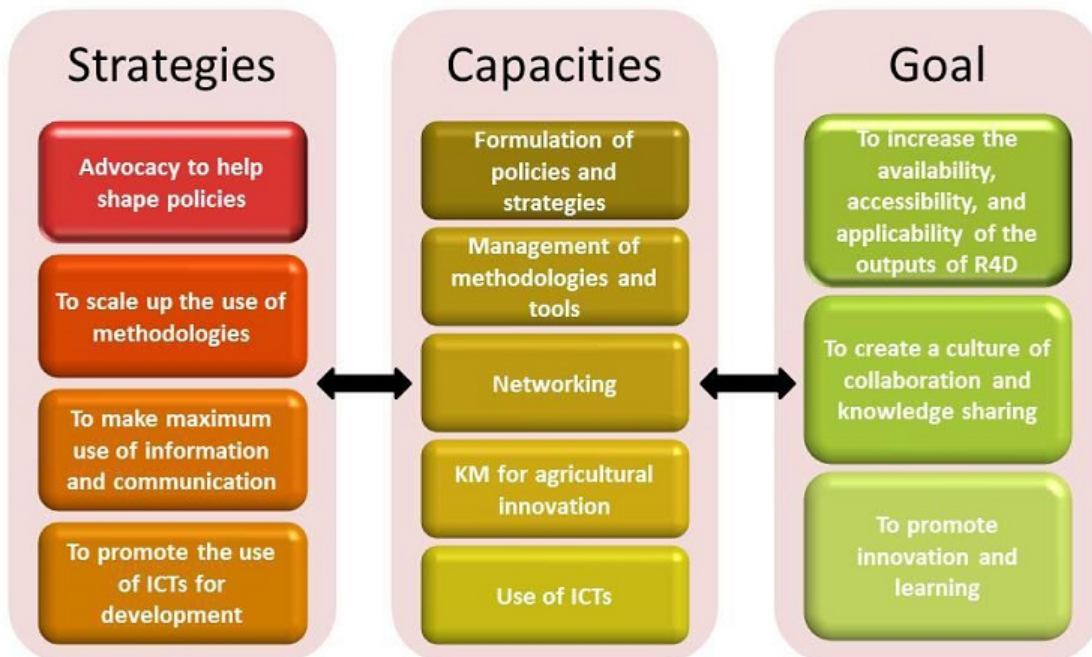 Strategies
Advocacy to help
shape policies
To scale up the use of
methodologies
To make maximum
use of information
and communication
To promote the use
of ICTs for
development
Capacities
Formulation of
policies and
strategies
Management of
methodologies and
tools
Networking
KM for agricultural
innovation
Use of ICTs
Goal
To increase the
availability,
accessibility, and
applicability of the
outputs of R4D
To create a culture of
collaboration and
knowledge sharing
To promote
innovation and
learning